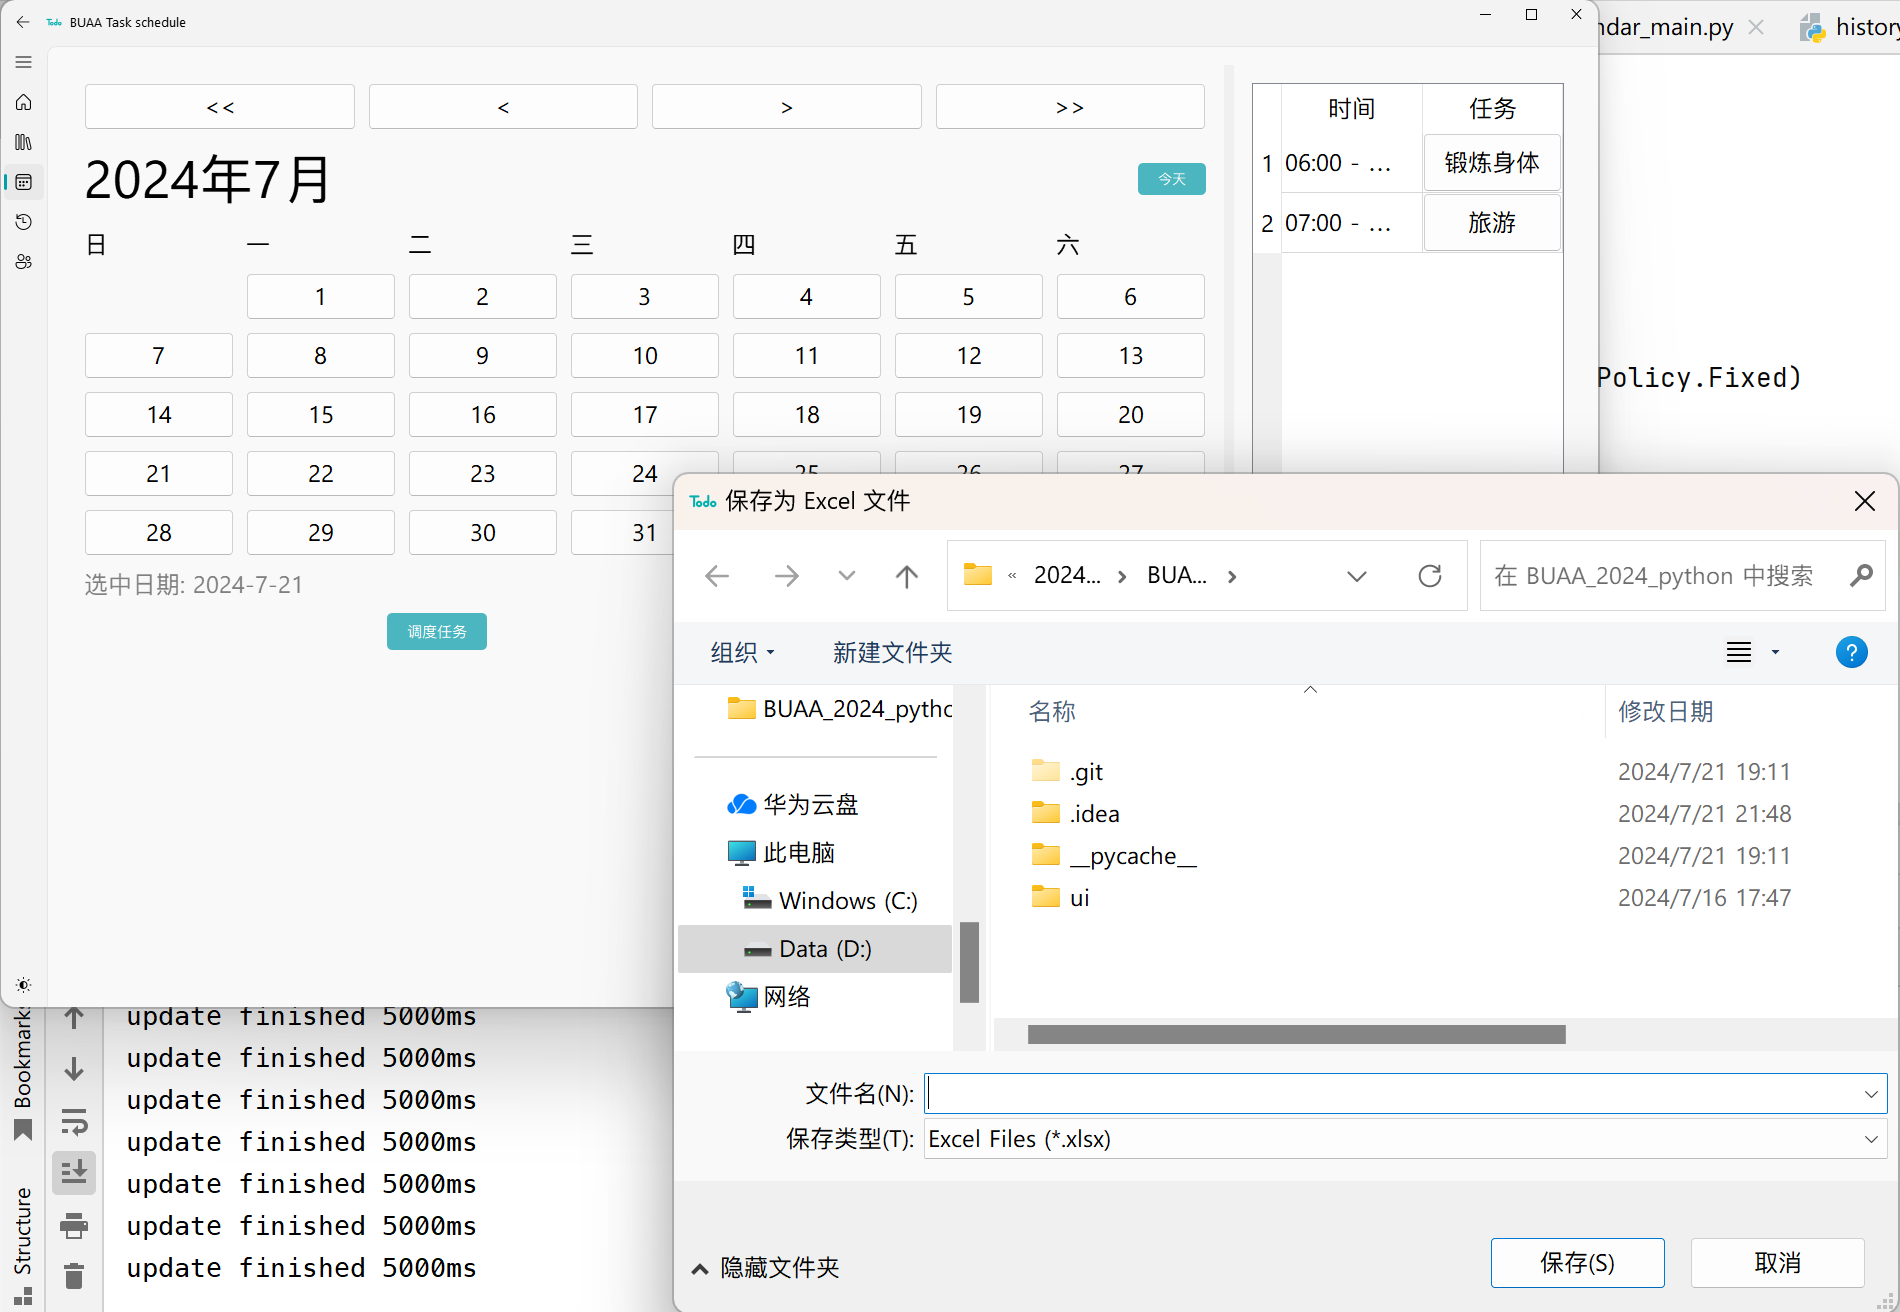 Todo BUAA Task schedule
<< < > >>
2024年7月
今天
日 一 二 三 四 五 六
1 2 3 4 5 6
7 8 9 10 11 12 13
14 15 16 17 18 19 20
21 22 23 24 25 26 27
28 29 30 31
选中日期: 2024-7-21
调度任务
时间 任务
1 06:00 - ... 锻炼身体
2 07:00 - ... 旅游
ndar_main.py
history
Policy.Fixed)
Todo 保存为 Excel 文件
« 2024... › BUA... ›
在 BUAA_2024_python 中搜索
组织
新建文件夹
?
BUAA_2024_pytho
华为云盘
此电脑
Windows (C:)
Data (D:)
网络
名称 修改日期
.git 2024/7/21 19:11
.idea 2024/7/21 21:48
__pycache__ 2024/7/21 19:11
ui 2024/7/16 17:47
文件名(N):
保存类型(T): Excel Files (*.xlsx)
隐藏文件夹
保存(S)
取消
Bookmarks
Structure
update finished 5000ms
update finished 5000ms
update finished 5000ms
update finished 5000ms
update finished 5000ms
update finished 5000ms
update finished 5000ms